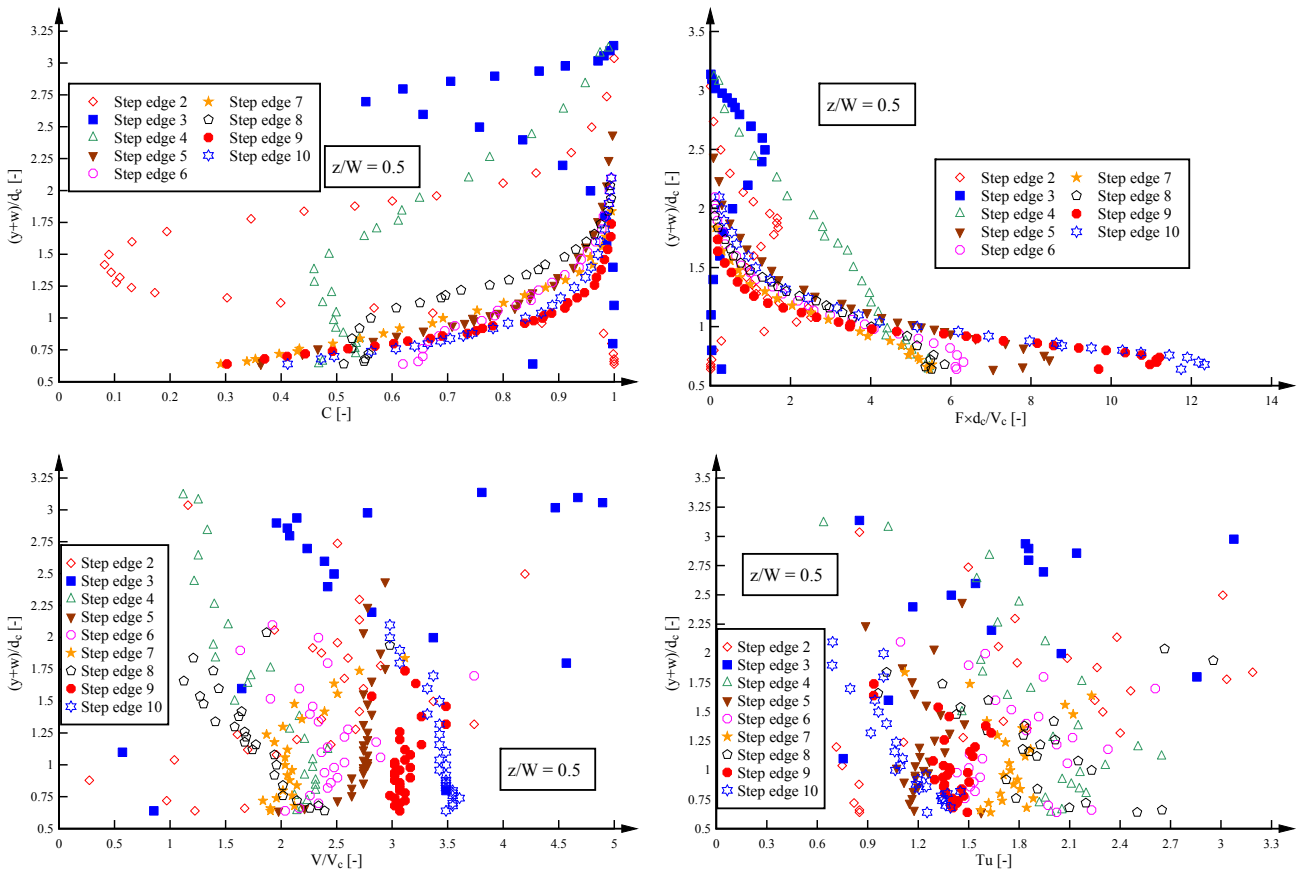 (y+w)/dc [-]
3.25
3
2.75
2.5
2.25
2
1.75
1.5
1.25
1
0.75
0.5
0
0.1
0.2
0.3
0.4
0.5
0.6
0.7
0.8
0.9
1
C [-]
Step edge 2
Step edge 3
Step edge 4
Step edge 5
Step edge 6
Step edge 7
Step edge 8
Step edge 9
Step edge 10
z/W = 0.5
(y+w)/dc [-]
3.5
3
2.5
2
1.5
1
0.5
0
2
4
6
8
10
12
14
F×dc/Vc [-]
z/W = 0.5
Step edge 2
Step edge 3
Step edge 4
Step edge 5
Step edge 6
Step edge 7
Step edge 8
Step edge 9
Step edge 10
(y+w)/dc [-]
3.25
3
2.75
2.5
2.25
2
1.75
1.5
1.25
1
0.75
0.5
0
0.5
1
1.5
2
2.5
3
3.5
4
4.5
5
V/Vc [-]
Step edge 2
Step edge 3
Step edge 4
Step edge 5
Step edge 6
Step edge 7
Step edge 8
Step edge 9
Step edge 10
z/W = 0.5
(y+w)/dc [-]
3.5
3.25
3
2.75
2.5
2.25
2
1.75
1.5
1.25
1
0.75
0.5
0
0.3
0.6
0.9
1.2
1.5
1.8
2.1
2.4
2.7
3
3.3
Tu [-]
z/W = 0.5
Step edge 2
Step edge 3
Step edge 4
Step edge 5
Step edge 6
Step edge 7
Step edge 8
Step edge 9
Step edge 10